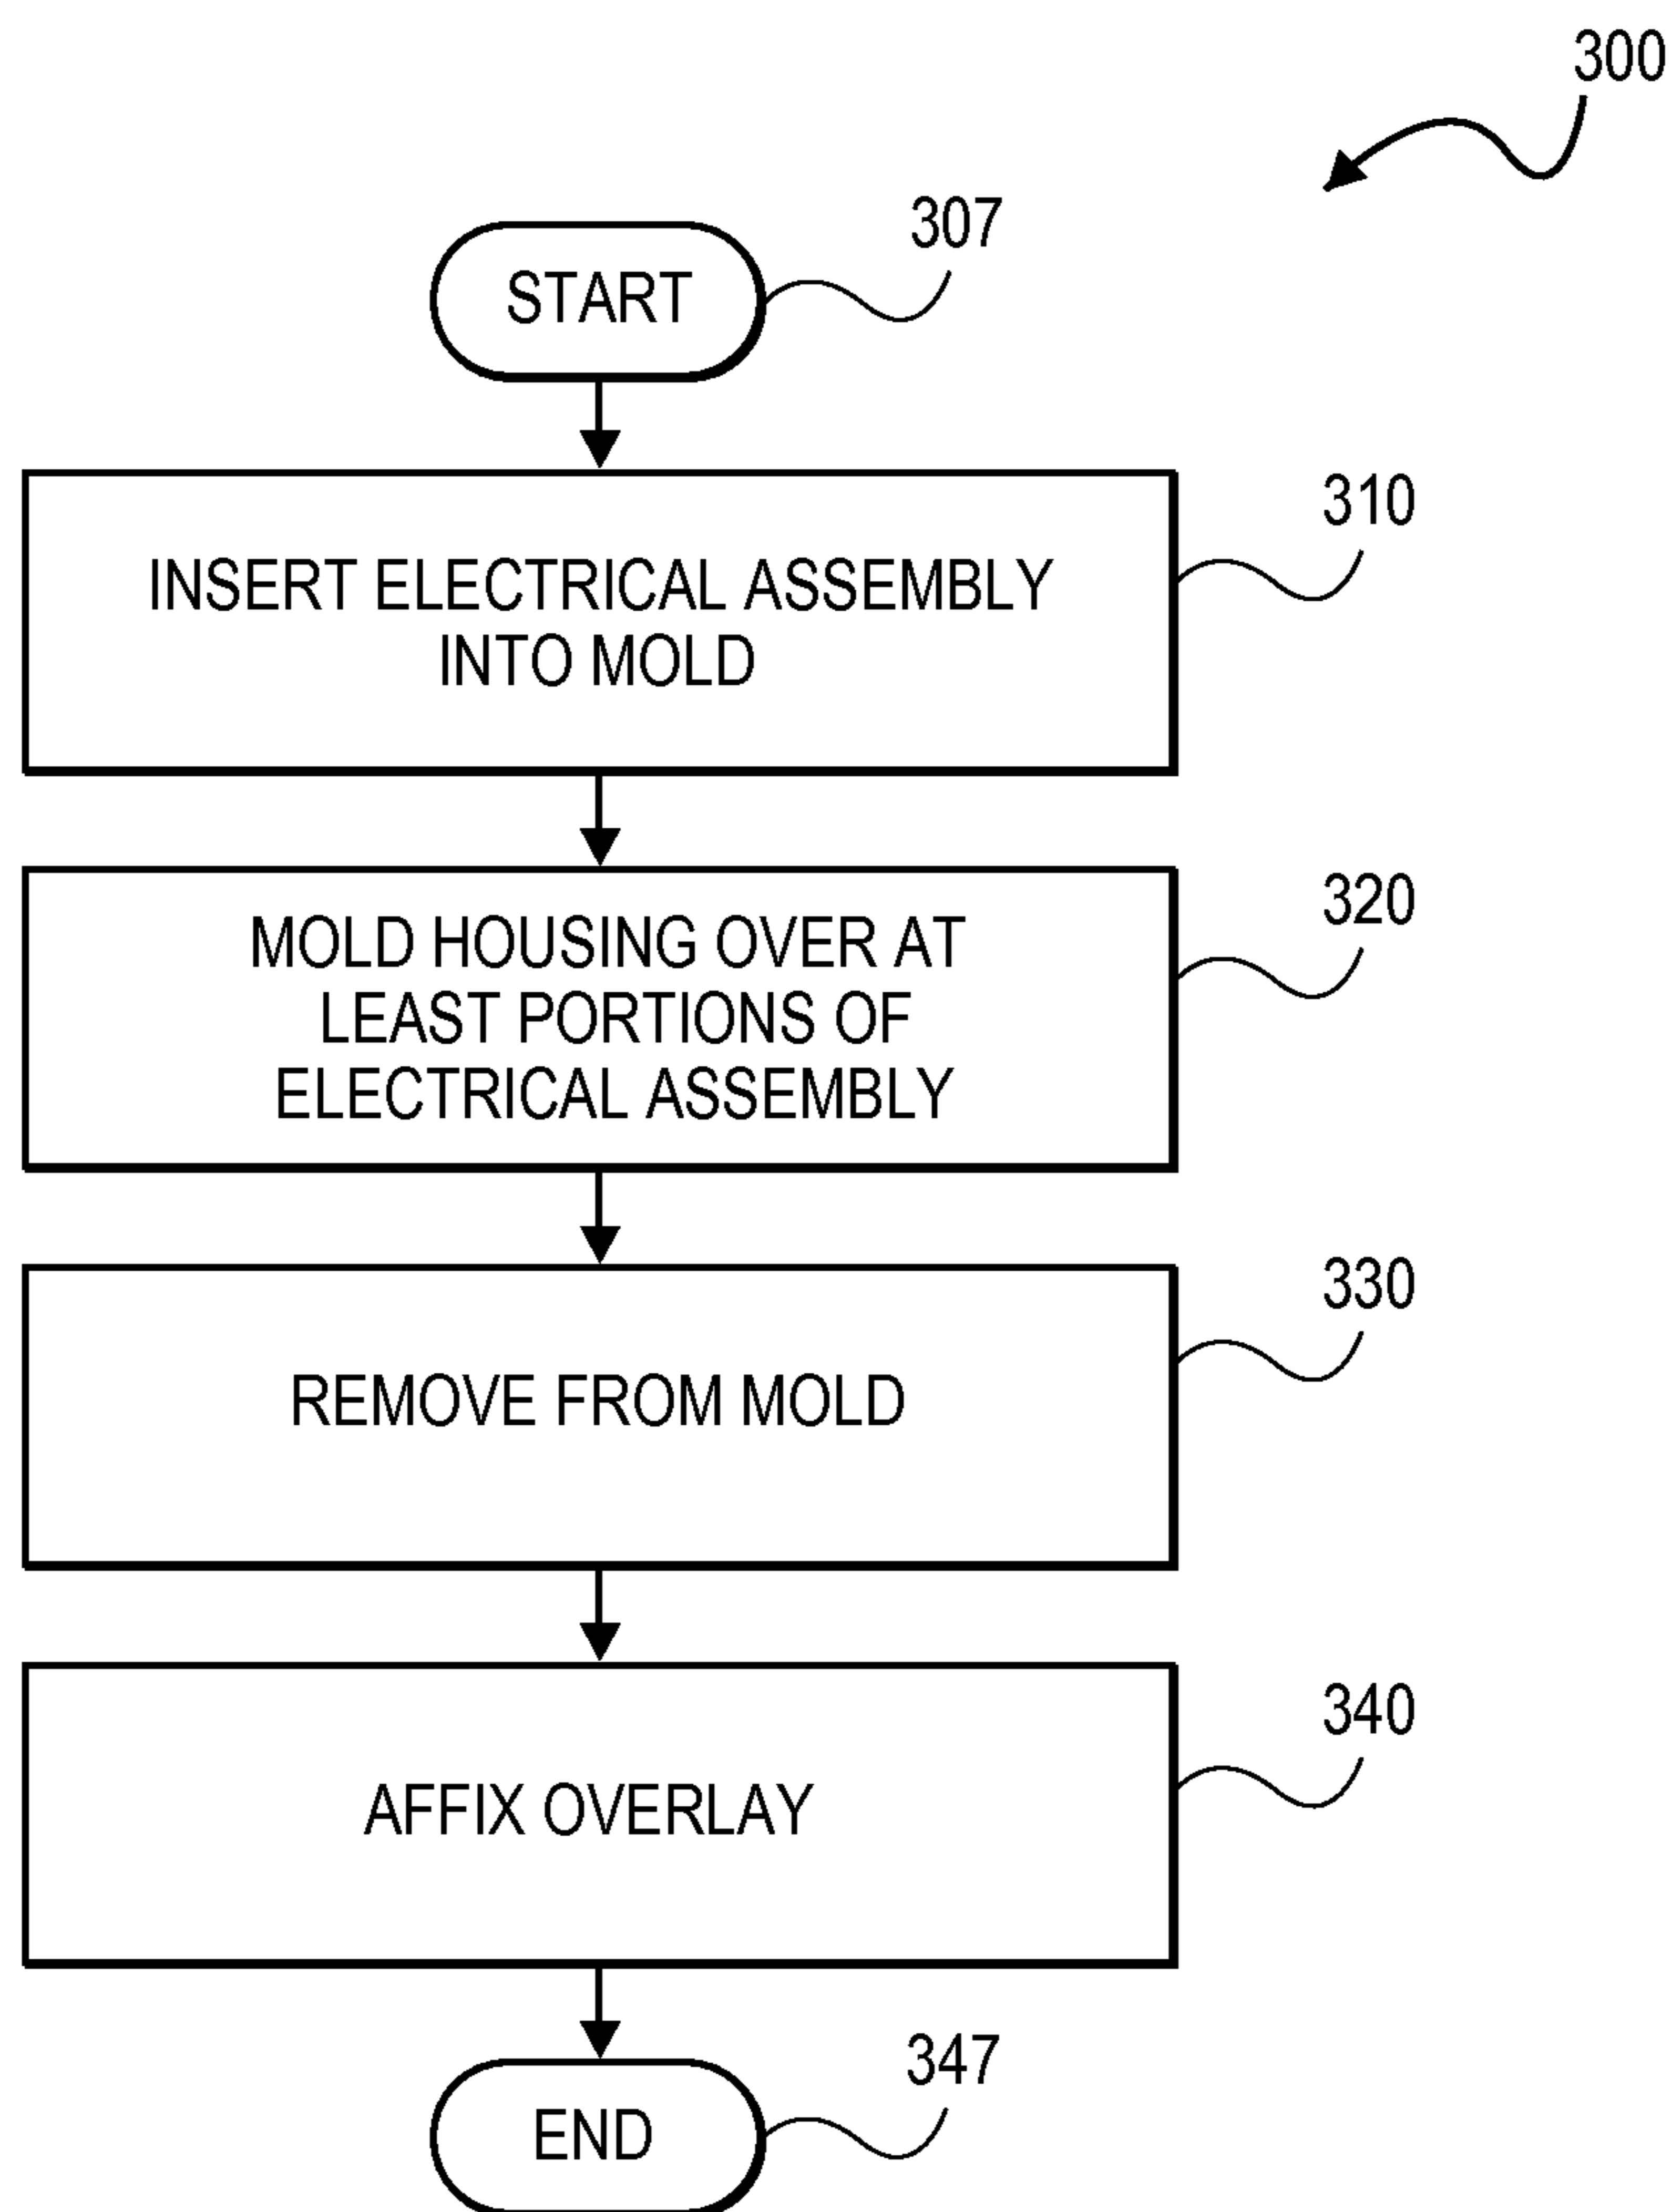 300
307
START
310
INSERT ELECTRICAL ASSEMBLY
INTO MOLD
320
MOLD HOUSING OVER AT
LEAST PORTIONS OF
ELECTRICAL ASSEMBLY
330
REMOVE FROM MOLD
340
AFFIX OVERLAY
347
END